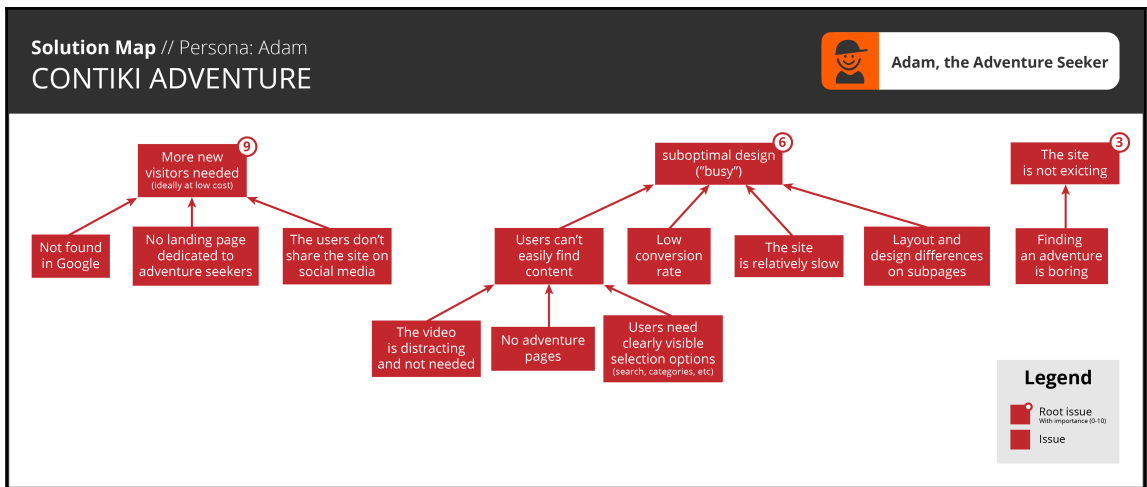 Solution Map // Persona: Adam
CONTIKI ADVENTURE
Adam, the Adventure Seeker
9
More new
visitors needed
(ideally at low cost)
Not found
in Google
No landing page
dedicated to
adventure seekers
The users don't
share the site on
social media
6
suboptimal design
("busy")
Users can't
easily find
content
Low
conversion
rate
The site
is relatively slow
Layout and
design differences
on subpages
The video
is distracting
and not needed
No adventure
pages
Users need
clearly visible
selection options
(search, categories, etc)
3
The site
is not exicting
Finding
an adventure
is boring
Legend
Root issue
With importance (0-10)
Issue